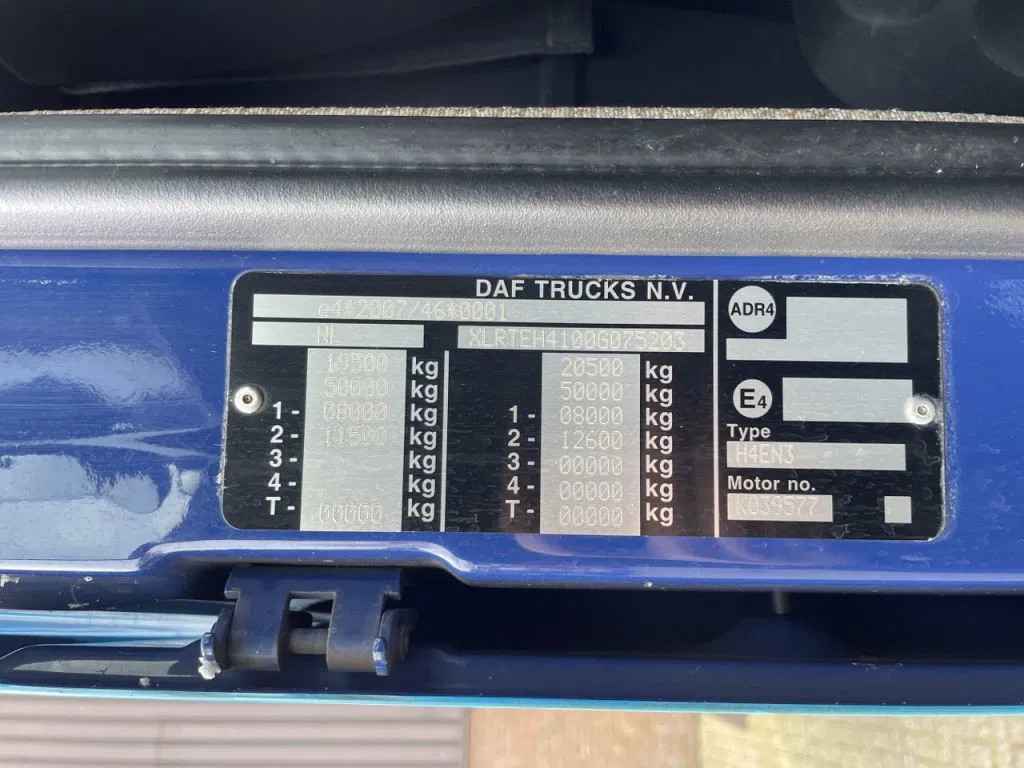 DAF TRUCKS N.V.
e4*2007/46*0001
NL XLRTEH4100G075203
19500 kg 20500 kg
50000 kg 50000 kg
1- 08000 kg 1- 08000 kg
2- 11500 kg 2- 12600 kg
3- kg 3- 00000 kg
4- kg 4- 00000 kg
T- 00000 kg T- 00000 kg
ADR4
E4
Type
H4EN3
Motor no.
K039577